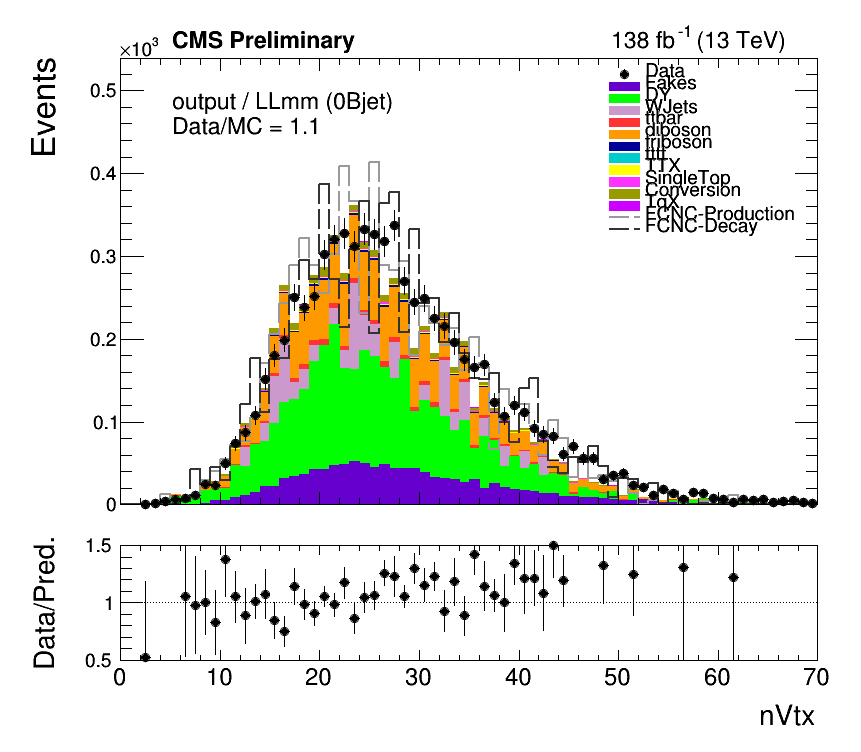 ×10³ CMS Preliminary 138 fb⁻¹ (13 TeV)
Events
output / LLmm (0Bjet)
Data/MC = 1.1
Data
Fakes
DY
WJets
ttbar
diboson
triboson
tttt
TTX
SingleTop
Conversion
TqX
FCNC-Production
FCNC-Decay
0.5
0.4
0.3
0.2
0.1
0
Data/Pred.
1.5
1
0.5
0 10 20 30 40 50 60 70
nVtx